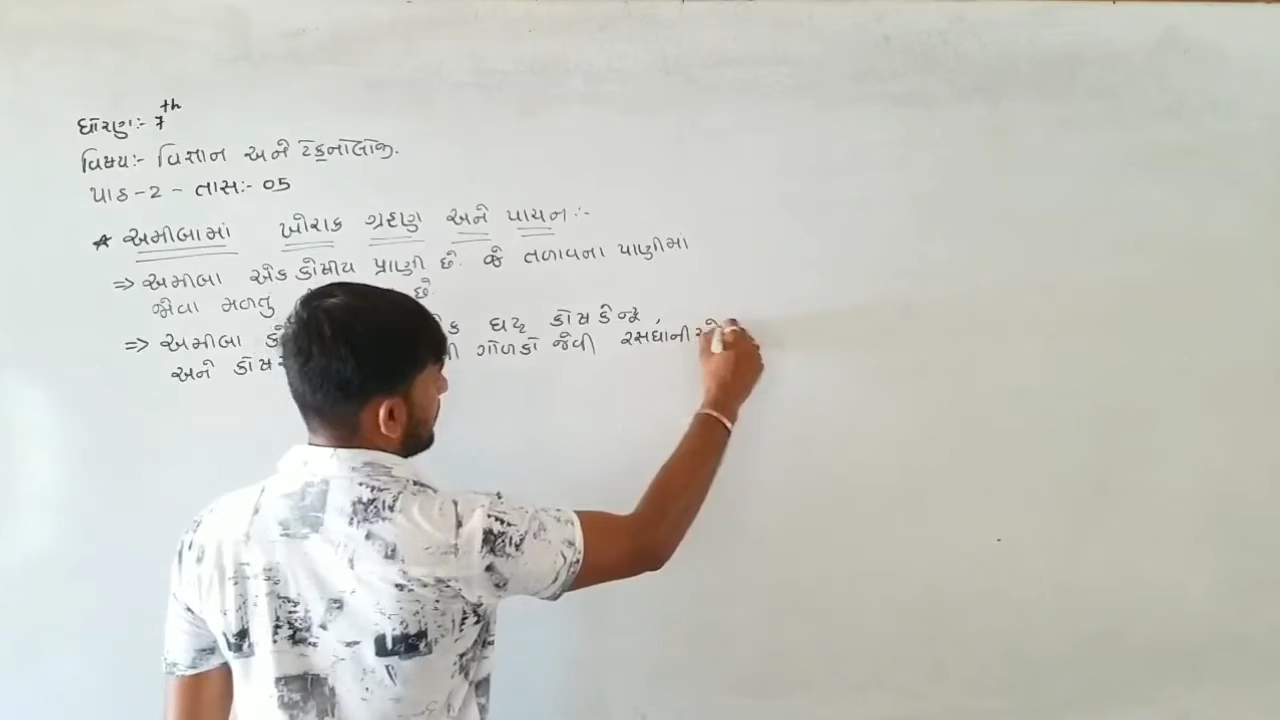 ધોરણ:- 7th
વિષય:- વિજ્ઞાન અને ટેકનોલોજી.
પાઠ-2 - તાસ:- 05
* અમીબામાં ખોરાક ગ્રહણ અને પાચન:-
⇒ અમીબા એક કોષીય પ્રાણી છે. જે તળાવના પાણીમાં
જોવા મળતુ છે.
⇒ અમીબા ઘટ્ટ કોષકેન્દ્ર
અને ગોળકો જેવી રસધાની